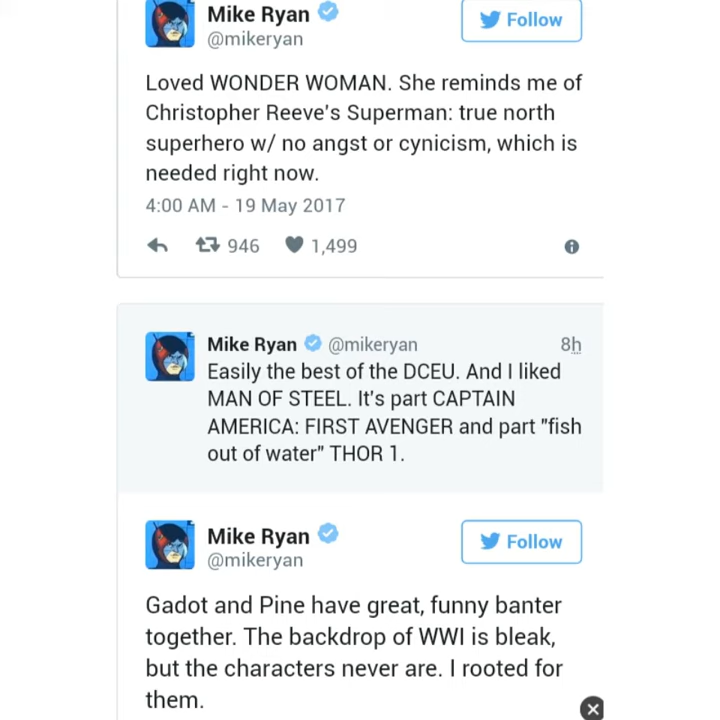 Mike Ryan
Follow
@mikeryan
Loved WONDER WOMAN. She reminds me of
Christopher Reeve's Superman: true north
superhero w/ no angst or cynicism, which is
needed right now.
4:00 AM - 19 May 2017
946 1,499
Mike Ryan @mikeryan 8h
Easily the best of the DCEU. And I liked
MAN OF STEEL. It's part CAPTAIN
AMERICA: FIRST AVENGER and part "fish
out of water" THOR 1.
Mike Ryan
Follow
@mikeryan
Gadot and Pine have great, funny banter
together. The backdrop of WWI is bleak,
but the characters never are. I rooted for
them.